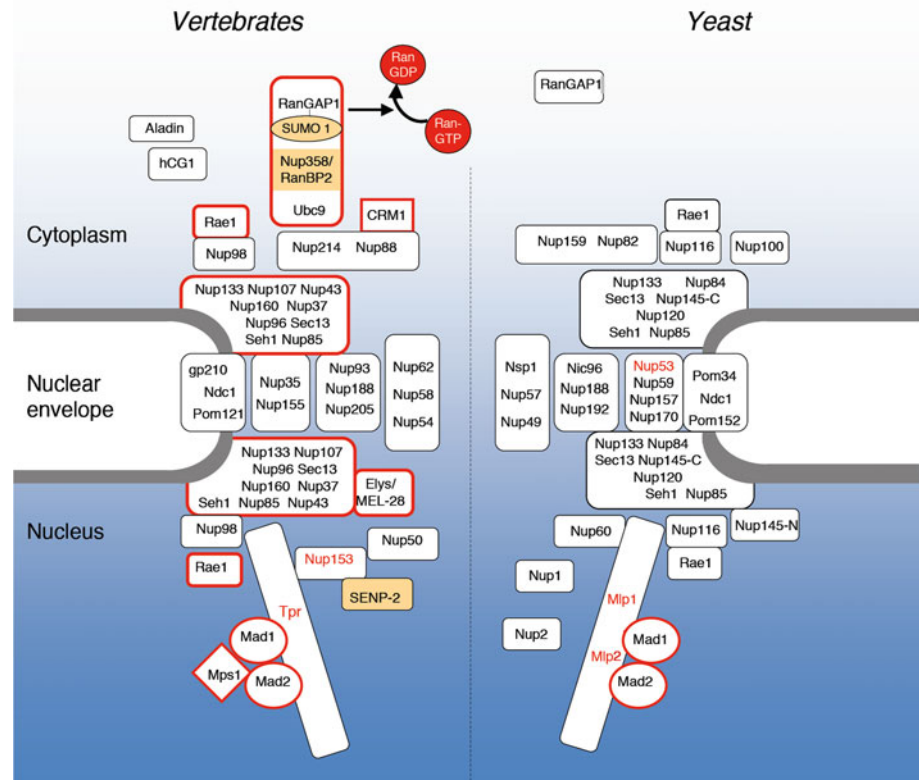 Vertebrates
Yeast
Ran
GDP
RanGAP1
RanGAP1
SUMO 1
Ran-
GTP
Aladin
hCG1
Nup358/
RanBP2
Ubc9
CRM1
Rae1
Rae1
Cytoplasm
Nup98
Nup214 Nup88
Nup159 Nup82
Nup116
Nup100
Nup133 Nup107 Nup43
Nup160 Nup37
Nup96 Sec13
Seh1 Nup85
Nup133 Nup84
Sec13 Nup145-C
Nup120
Seh1 Nup85
Nuclear
envelope
gp210
Ndc1
Pom121
Nup35
Nup155
Nup93
Nup188
Nup205
Nup62
Nup58
Nup54
Nsp1
Nup57
Nup49
Nic96
Nup188
Nup192
Nup53
Nup59
Nup157
Nup170
Pom34
Ndc1
Pom152
Nup133 Nup107
Nup96 Sec13
Nup160 Nup37
Seh1 Nup85 Nup43
Elys/
MEL-28
Nup133 Nup84
Sec13 Nup145-C
Nup120
Seh1 Nup85
Nucleus
Nup98
Nup50
Nup60
Nup116
Nup145-N
Rae1
Nup153
Rae1
SENP-2
Nup1
Tpr
Mlp1
Nup2
Mad1
Mad1
Mlp2
Mps1
Mad2
Mad2